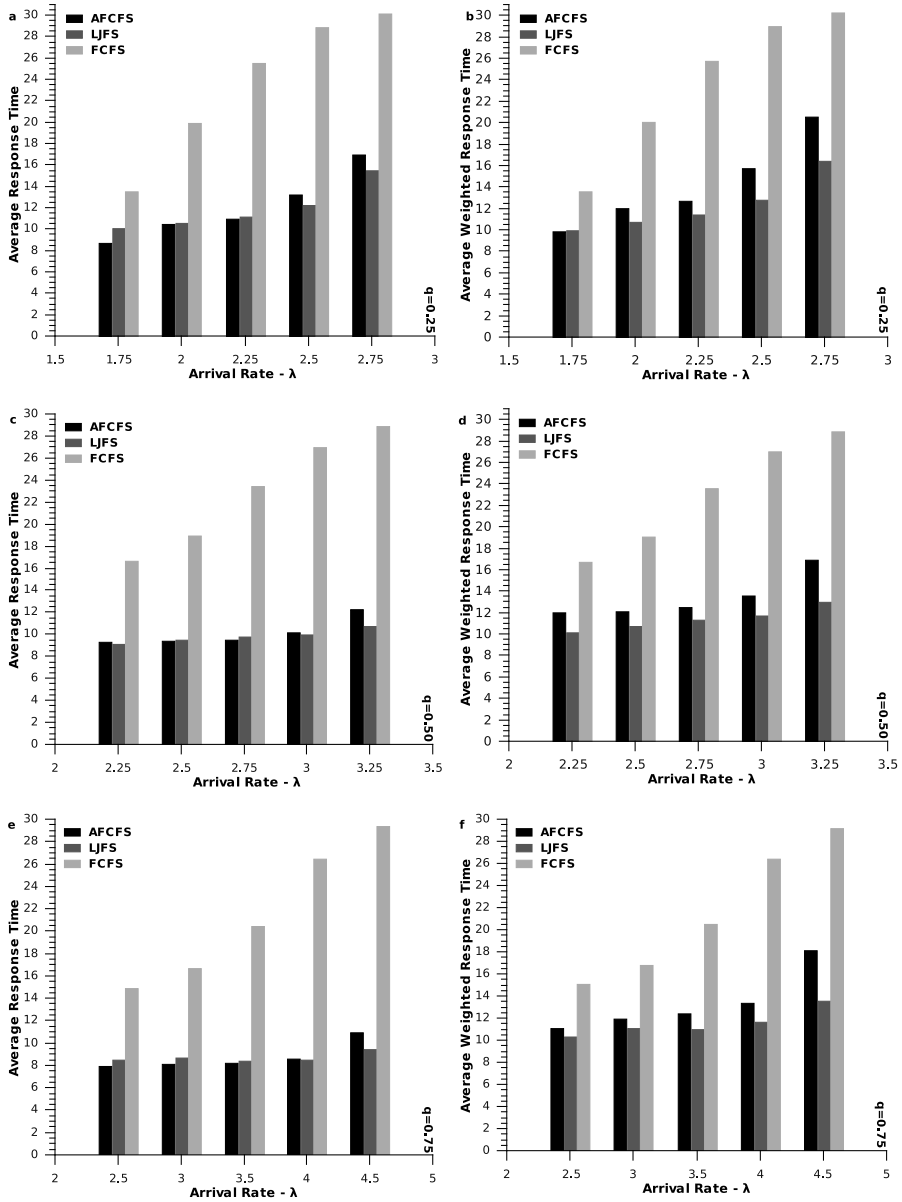 a
AFCFS
LJFS
FCFS
Average Response Time
30
28
26
24
22
20
18
16
14
12
10
8
6
4
2
0
1.5 1.75 2 2.25 2.5 2.75 3
Arrival Rate - λ
q=0.25
b
AFCFS
LJFS
FCFS
Average Weighted Response Time
30
28
26
24
22
20
18
16
14
12
10
8
6
4
2
0
1.5 1.75 2 2.25 2.5 2.75 3
Arrival Rate - λ
q=0.25
c
AFCFS
LJFS
FCFS
Average Response Time
30
28
26
24
22
20
18
16
14
12
10
8
6
4
2
0
2 2.25 2.5 2.75 3 3.25 3.5
Arrival Rate - λ
q=0.50
d
AFCFS
LJFS
FCFS
Average Weighted Response Time
30
28
26
24
22
20
18
16
14
12
10
8
6
4
2
0
2 2.25 2.5 2.75 3 3.25 3.5
Arrival Rate - λ
q=0.50
e
AFCFS
LJFS
FCFS
Average Response Time
30
28
26
24
22
20
18
16
14
12
10
8
6
4
2
0
2 2.5 3 3.5 4 4.5 5
Arrival Rate - λ
q=0.75
f
AFCFS
LJFS
FCFS
Average Weighted Response Time
30
28
26
24
22
20
18
16
14
12
10
8
6
4
2
0
2 2.5 3 3.5 4 4.5 5
Arrival Rate - λ
q=0.75